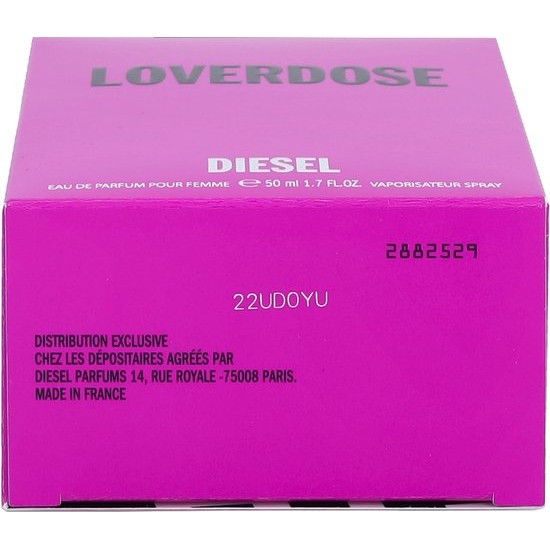 LOVERDOSE
DIESEL
EAU DE PARFUM POUR FEMME ℮ 50 ml 1.7 FL.OZ. VAPORISATEUR SPRAY
2882529
22UD0YU
DISTRIBUTION EXCLUSIVE
CHEZ LES DÉPOSITAIRES AGRÉÉS PAR
DIESEL PARFUMS 14, RUE ROYALE -75008 PARIS.
MADE IN FRANCE